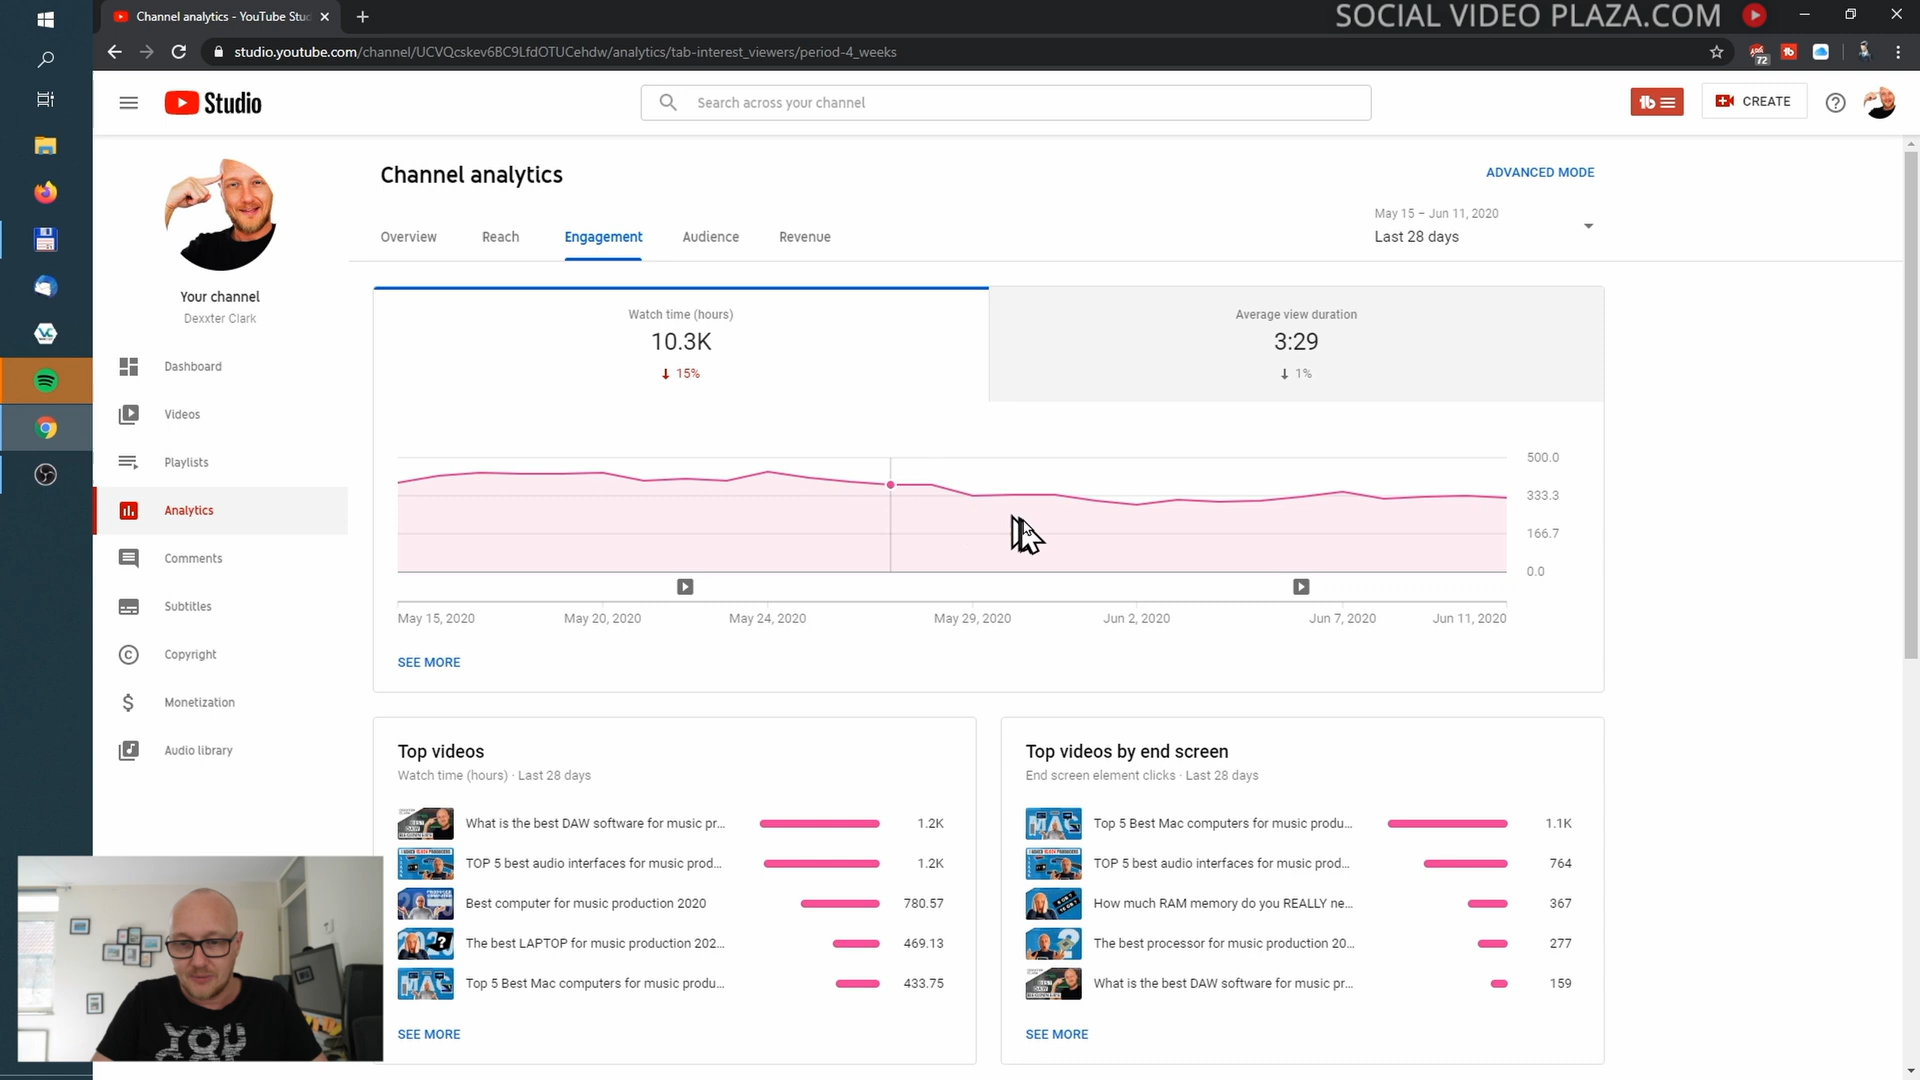 Channel analytics - YouTube Stud
SOCIAL VIDEO PLAZA.COM
studio.youtube.com/channel/UCVQcskev6BC9LfdOTUCehdw/analytics/tab-interest_viewers/period-4_weeks
72
Studio
Search across your channel
CREATE
Channel analytics
ADVANCED MODE
Overview
Reach
Engagement
Audience
Revenue
May 15 – Jun 11, 2020
Last 28 days
Your channel
Dexxter Clark
Dashboard
Videos
Playlists
Analytics
Comments
Subtitles
Copyright
Monetization
Audio library
Watch time (hours)
10.3K
15%
Average view duration
3:29
1%
500.0
333.3
166.7
0.0
May 15, 2020
May 20, 2020
May 24, 2020
May 29, 2020
Jun 2, 2020
Jun 7, 2020
Jun 11, 2020
SEE MORE
Top videos
Watch time (hours) · Last 28 days
What is the best DAW software for music pr... 1.2K
TOP 5 best audio interfaces for music prod... 1.2K
Best computer for music production 2020 780.57
The best LAPTOP for music production 202... 469.13
Top 5 Best Mac computers for music produ... 433.75
SEE MORE
Top videos by end screen
End screen element clicks · Last 28 days
Top 5 Best Mac computers for music produ... 1.1K
TOP 5 best audio interfaces for music prod... 764
How much RAM memory do you REALLY ne... 367
The best processor for music production 20... 277
What is the best DAW software for music pr... 159
SEE MORE
YOU